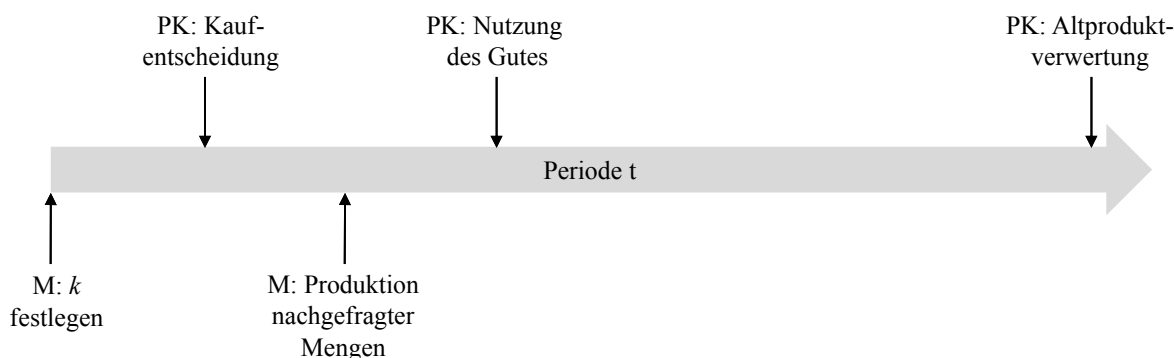 PK: Kauf-
entscheidung
PK: Nutzung
des Gutes
PK: Altprodukt-
verwertung
Periode t
M: k
festlegen
M: Produktion
nachgefragter
Mengen